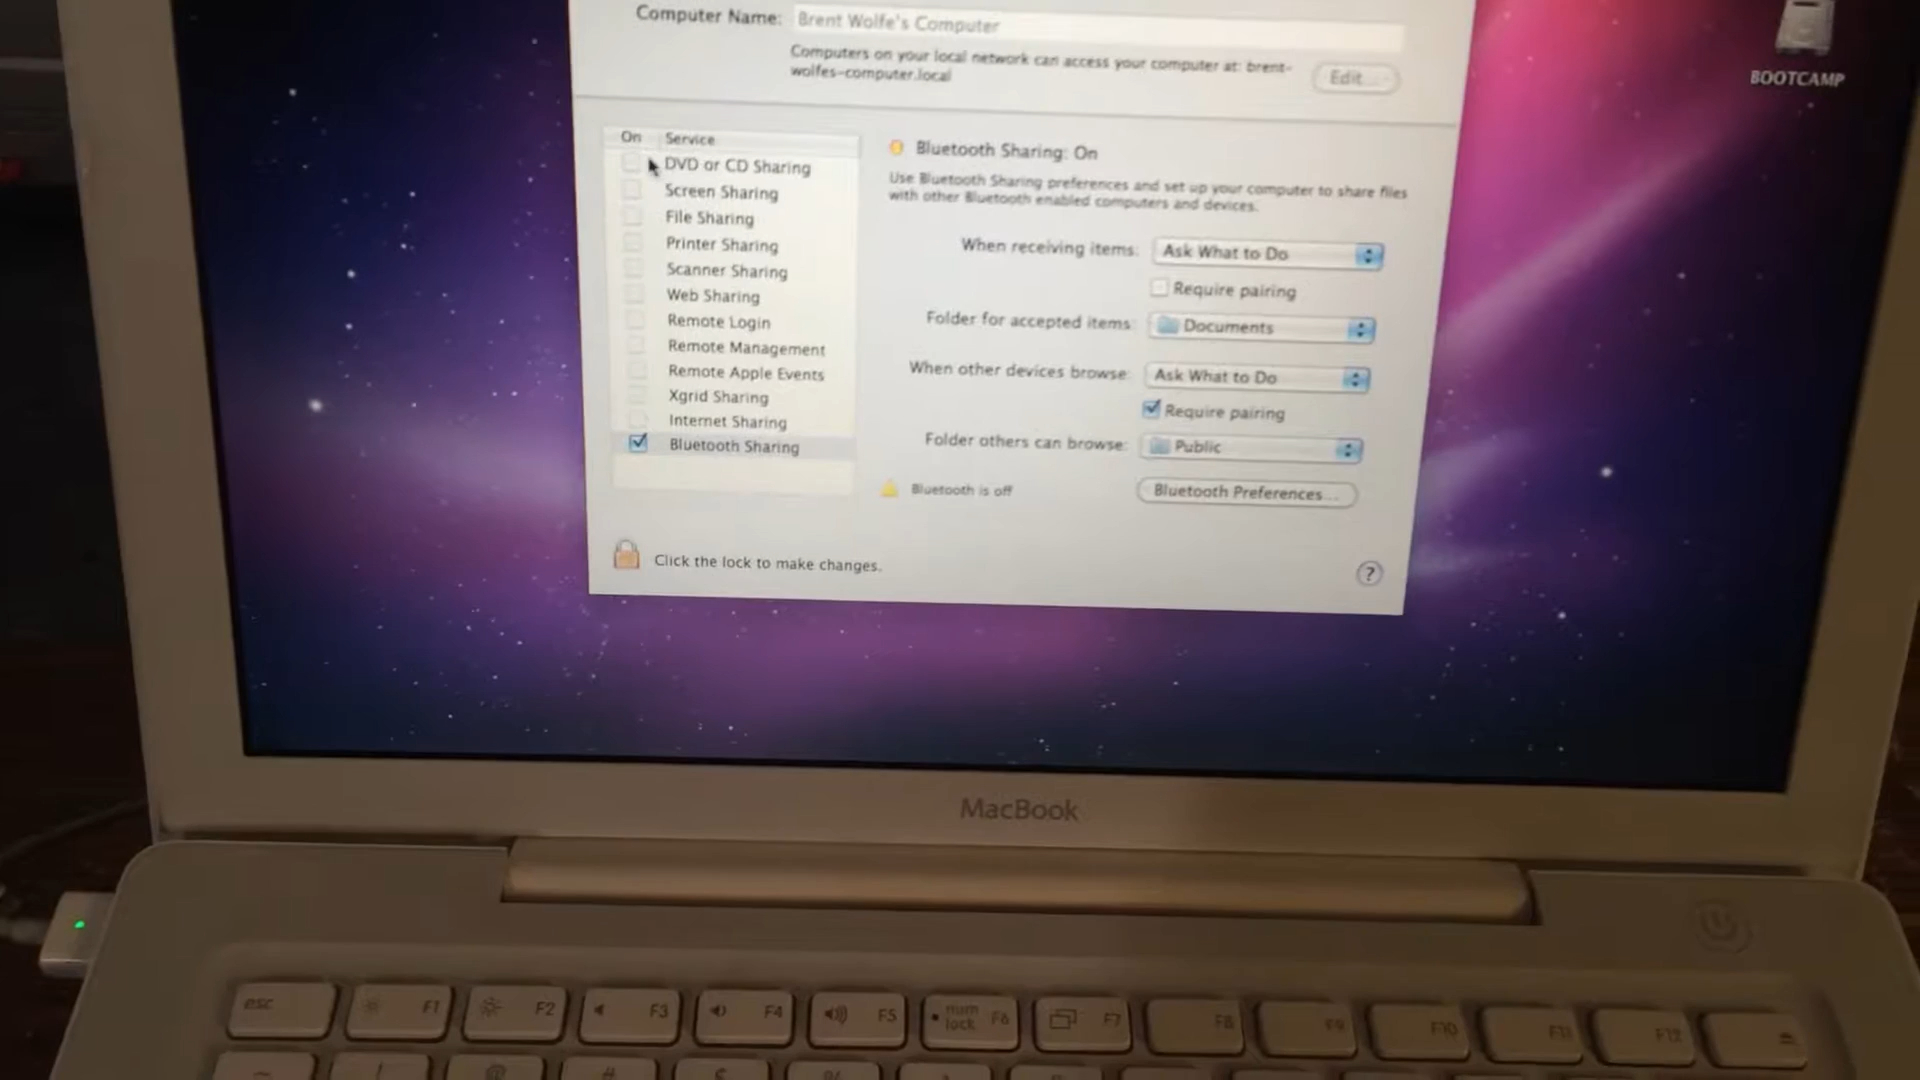 Computer Name: Brent Wolfe's Computer
Computers on your local network can access your computer at: brent-
wolfes-computer.local
Edit...
BOOTCAMP
On Service
DVD or CD Sharing
Screen Sharing
File Sharing
Printer Sharing
Scanner Sharing
Web Sharing
Remote Login
Remote Management
Remote Apple Events
Xgrid Sharing
Internet Sharing
Bluetooth Sharing
Bluetooth Sharing: On
Use Bluetooth Sharing preferences and set up your computer to share files
with other Bluetooth enabled computers and devices.
When receiving items: Ask What to Do
Require pairing
Folder for accepted items: Documents
When other devices browse: Ask What to Do
Require pairing
Folder others can browse: Public
Bluetooth is off
Bluetooth Preferences...
Click the lock to make changes.
?
MacBook
esc F1 F2 F3 F4 F5 num lock F6 F7 F8 F9 F10 F11 F12